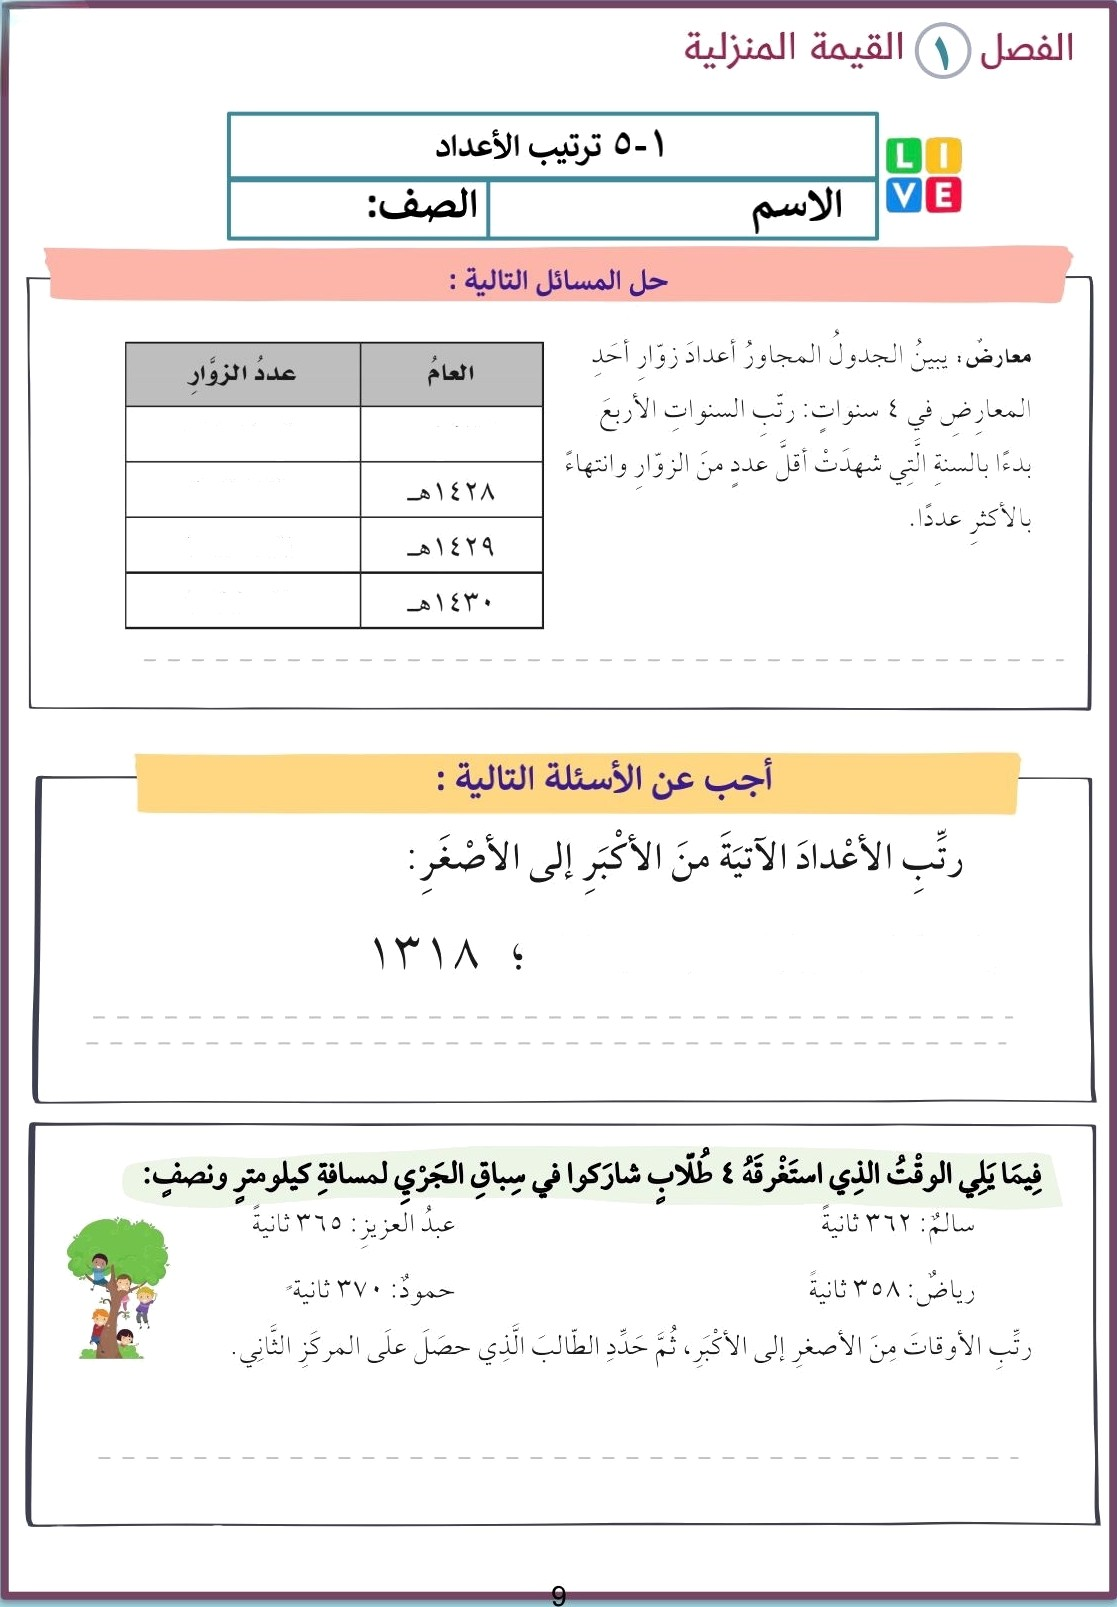 الفصل ١ القيمة المنزلية
١-٥ ترتيب الأعداد
LIVE
الاسم
الصف:
حل المسائل التالية :
معارضُ: يبينُ الجدولُ المجاورُ أعدادَ زوّارِ أحَدِ
المعارِضِ في ٤ سنواتٍ: رتّبِ السنواتِ الأربعَ
بدءًا بالسنةِ الَّتِي شهدَتْ أقلَّ عددٍ منَ الزوّارِ وانتهاءً
بالأكثرِ عددًا.
العامُ عددُ الزوَّارِ
١٤٢٨هـ
١٤٢٩هـ
١٤٣٠هـ
أجب عن الأسئلة التالية :
رتِّبِ الأعْدادَ الآتيَةَ منَ الأكْبَرِ إلى الأصْغَرِ:
؛ ١٣١٨
فِيمَا يَلِي الوقْتُ الذِي استَغْرقَهُ ٤ طُلّابٍ شارَكوا في سِباقِ الجَرْيِ لمسافةِ كيلومترٍ ونصفٍ:
سالمٌ: ٣٦٢ ثانيةً عبدُ العزيزِ: ٣٦٥ ثانيةً
رياضٌ: ٣٥٨ ثانيةً حمودٌ: ٣٧٠ ثانيةً
رتِّبِ الأوقاتَ مِنَ الأصغرِ إلى الأكْبَرِ، ثُمَّ حَدِّدِ الطّالبَ الَّذِي حصَلَ علَى المركَزِ الثَّانِي.
9